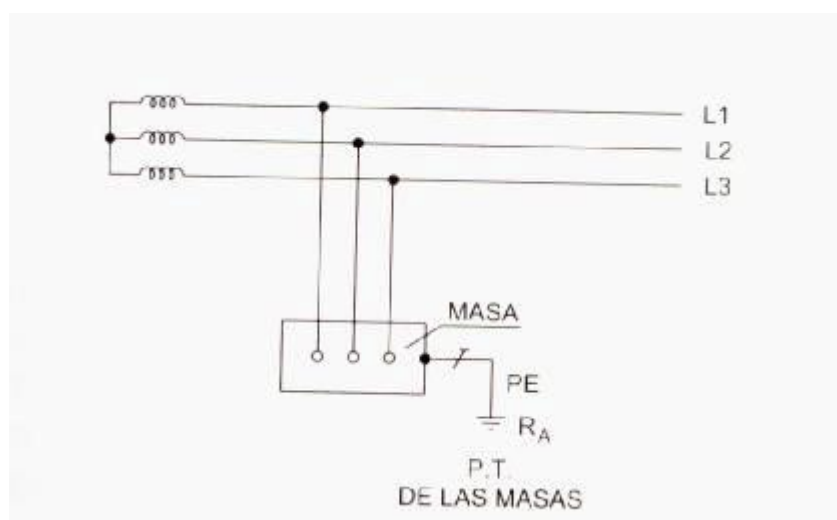 L1
L2
L3
MASA
PE
R_A
P.T.
DE LAS MASAS